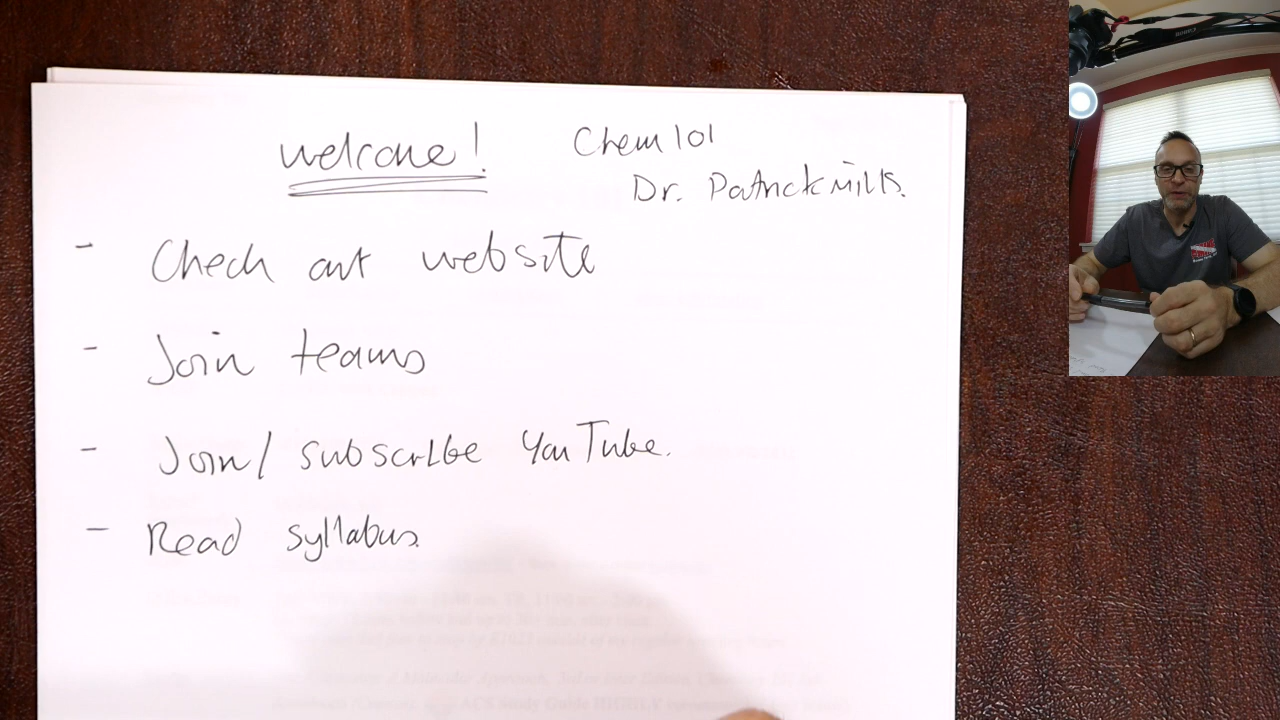 welcome!
Chem 101
Dr. Patrick Mills.
- Check out website
- Join teams
- Join/ subscribe YouTube.
- Read syllabus.